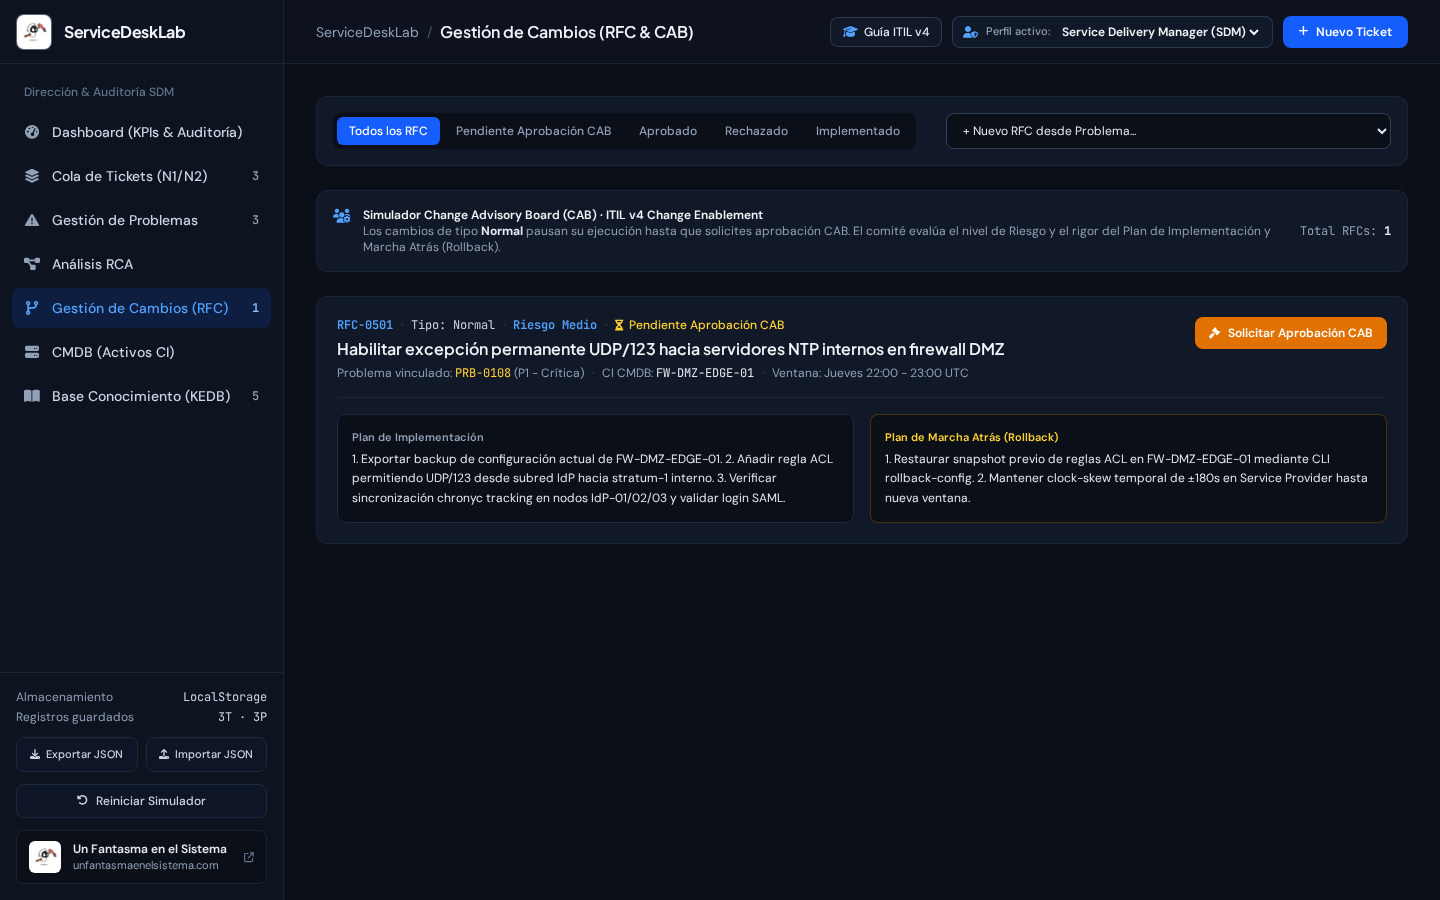 ServiceDeskLab
ServiceDeskLab / Gestión de Cambios (RFC & CAB)
Guía ITIL v4
Perfil activo: Service Delivery Manager (SDM)
+ Nuevo Ticket
Dirección & Auditoría SDM
Dashboard (KPIs & Auditoría)
Cola de Tickets (N1/N2) 3
Gestión de Problemas 3
Análisis RCA
Gestión de Cambios (RFC) 1
CMDB (Activos CI)
Base Conocimiento (KEDB) 5
Todos los RFC
Pendiente Aprobación CAB
Aprobado
Rechazado
Implementado
+ Nuevo RFC desde Problema...
Simulador Change Advisory Board (CAB) · ITIL v4 Change Enablement
Los cambios de tipo Normal pausan su ejecución hasta que solicites aprobación CAB. El comité evalúa el nivel de Riesgo y el rigor del Plan de Implementación y
Marcha Atrás (Rollback).
Total RFCs: 1
RFC-0501 · Tipo: Normal · Riesgo Medio · Pendiente Aprobación CAB
Habilitar excepción permanente UDP/123 hacia servidores NTP internos en firewall DMZ
Problema vinculado: PRB-0108 (P1 - Crítica) · CI CMDB: FW-DMZ-EDGE-01 · Ventana: Jueves 22:00 - 23:00 UTC
Solicitar Aprobación CAB
Plan de Implementación
1. Exportar backup de configuración actual de FW-DMZ-EDGE-01. 2. Añadir regla ACL
permitiendo UDP/123 desde subred IdP hacia stratum-1 interno. 3. Verificar
sincronización chronyc tracking en nodos IdP-01/02/03 y validar login SAML.
Plan de Marcha Atrás (Rollback)
1. Restaurar snapshot previo de reglas ACL en FW-DMZ-EDGE-01 mediante CLI
rollback-config. 2. Mantener clock-skew temporal de ±180s en Service Provider hasta
nueva ventana.
Almacenamiento LocalStorage
Registros guardados 3T · 3P
Exportar JSON
Importar JSON
Reiniciar Simulador
Un Fantasma en el Sistema
unfantasmaenelsistema.com